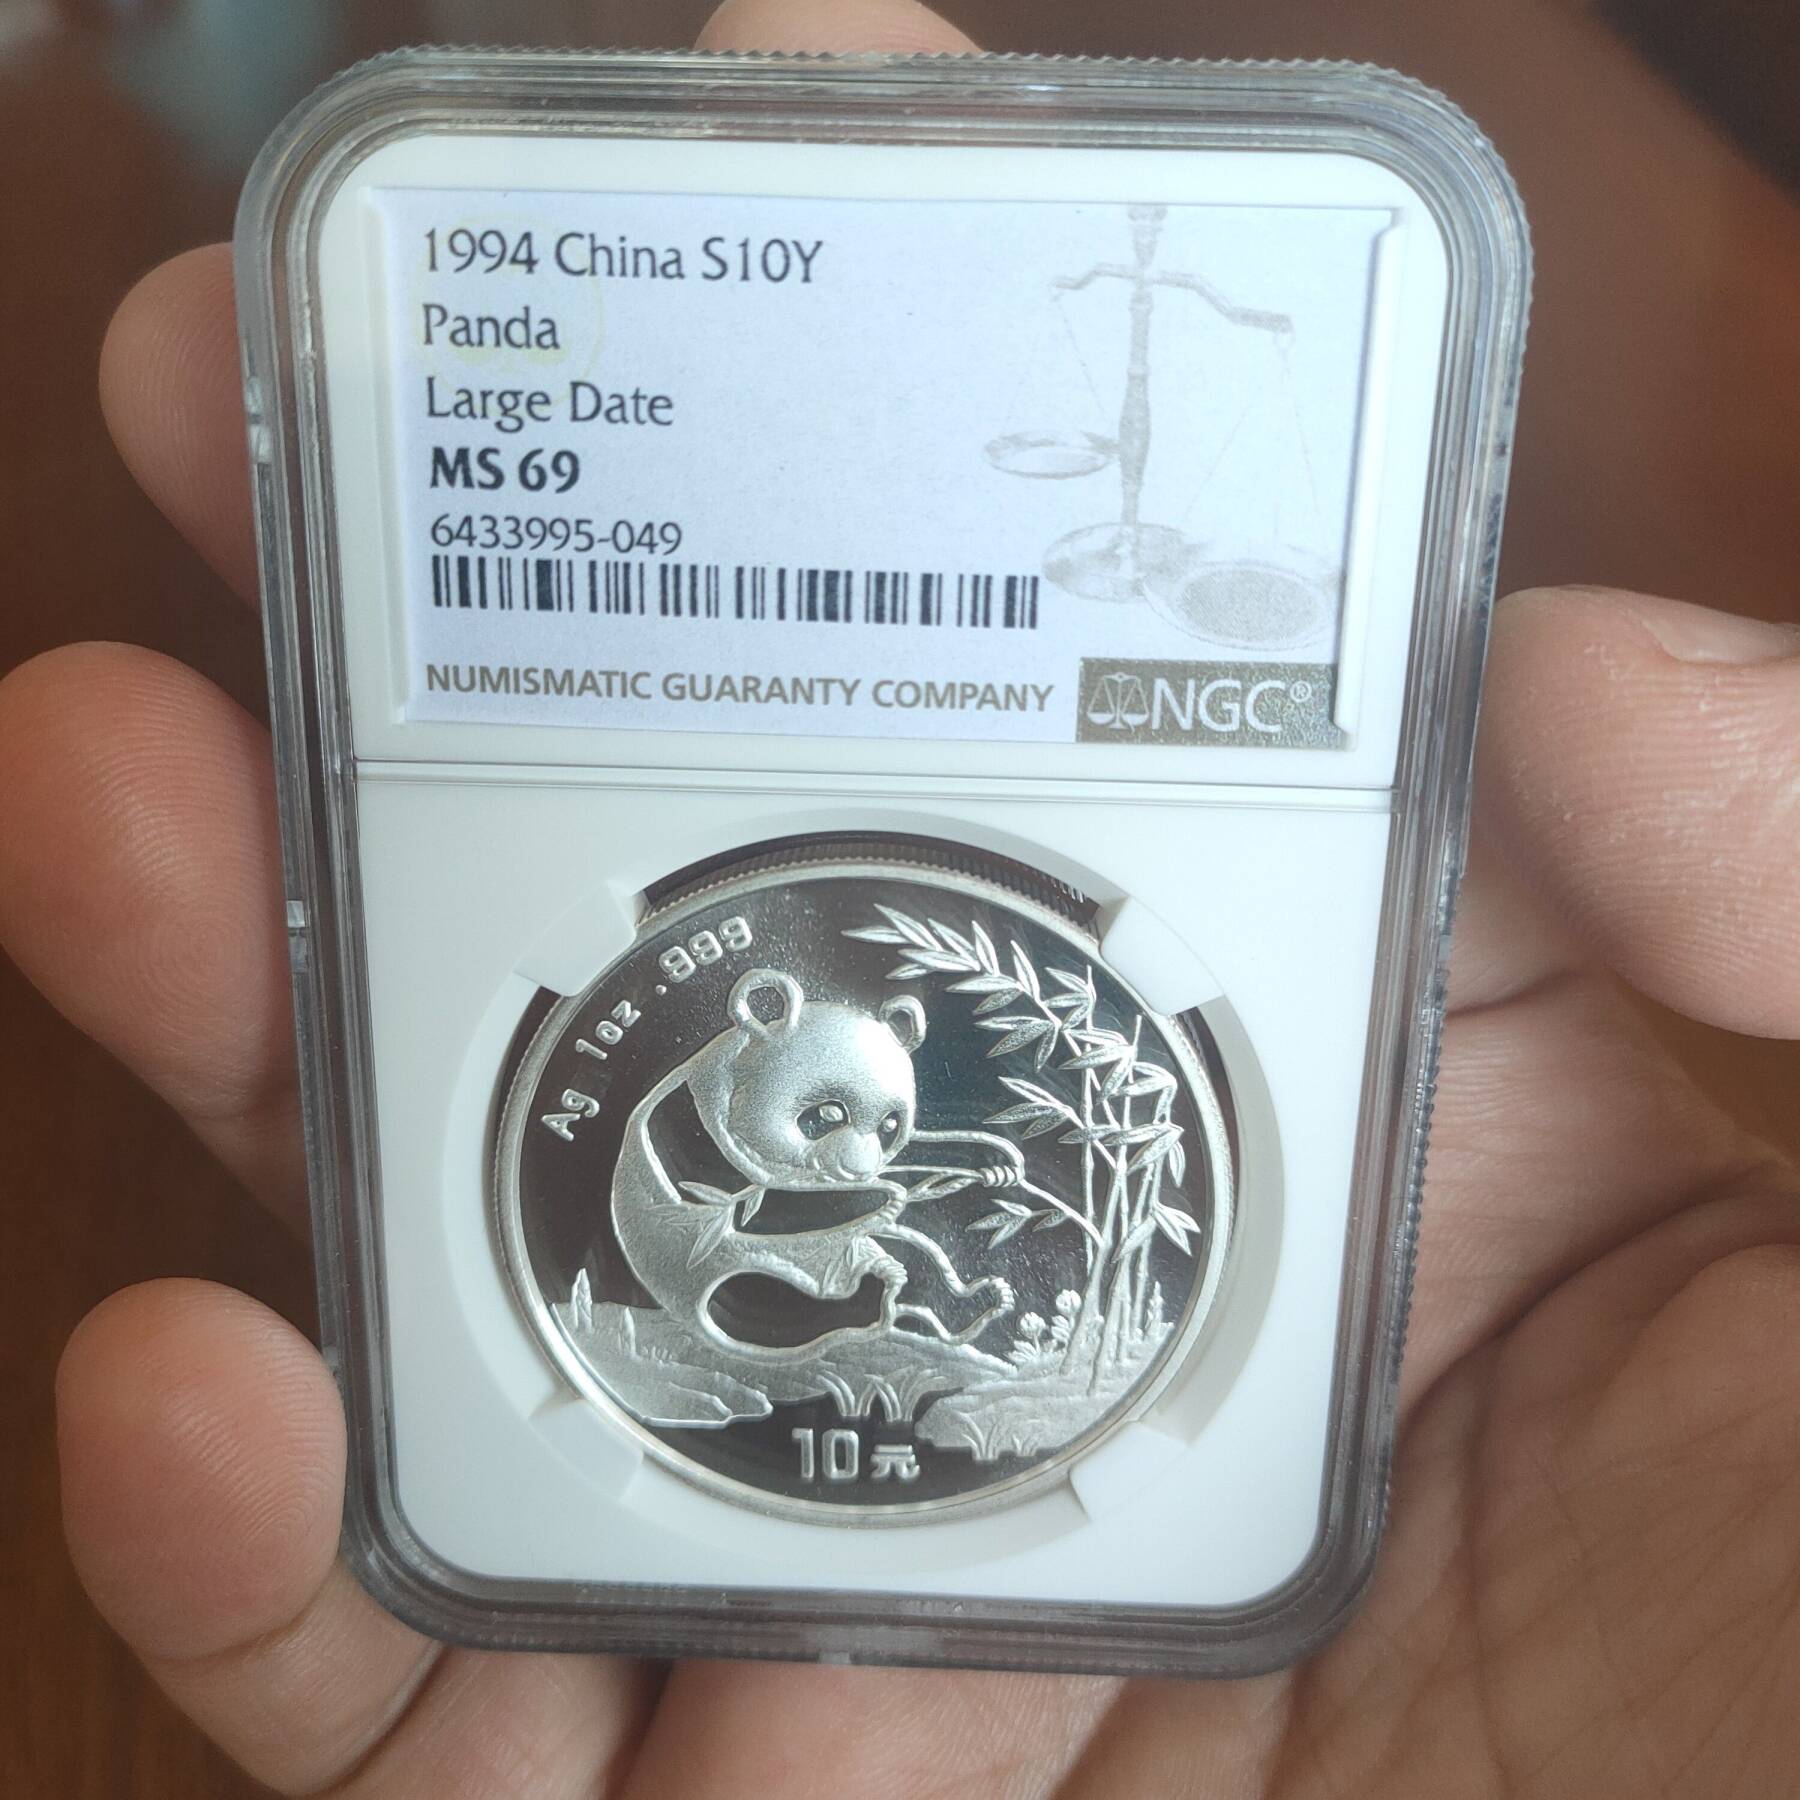 1994 China S10Y
Panda
Large Date
MS 69
6433995-049
NUMISMATIC GUARANTY COMPANY
NGC®
Ag 1oz .999
10元